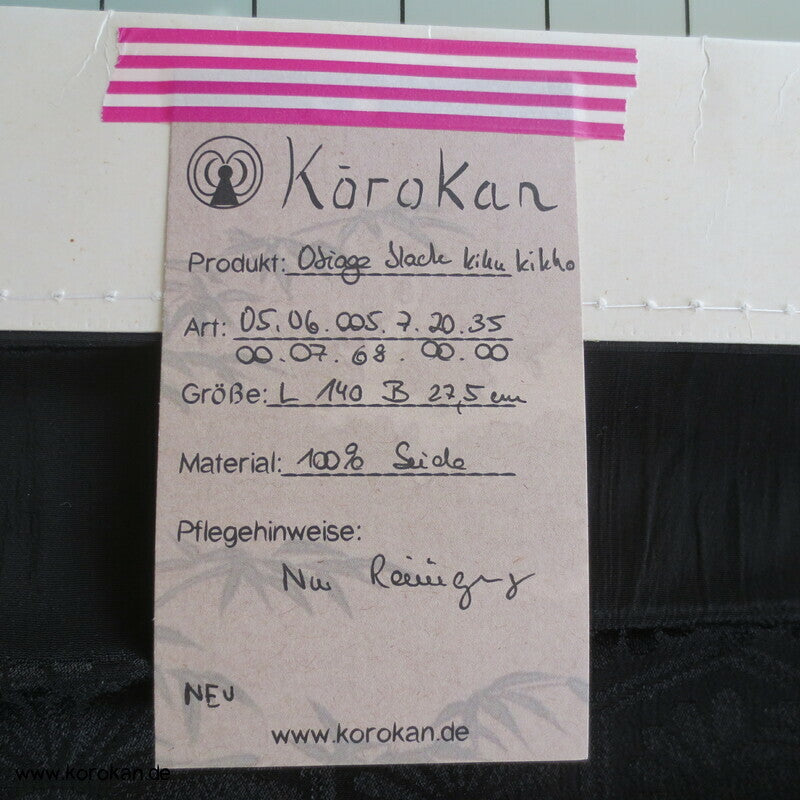 Kōrokan
Produkt: Obiage black kiku kikko
Art: 05.06.005.7.20.35
00.07.68.00.00
Größe: L 140 B 27,5 cm
Material: 100% Seide
Pflegehinweise:
Nur Reinigung
NEU
www.korokan.de
www.korokan.de